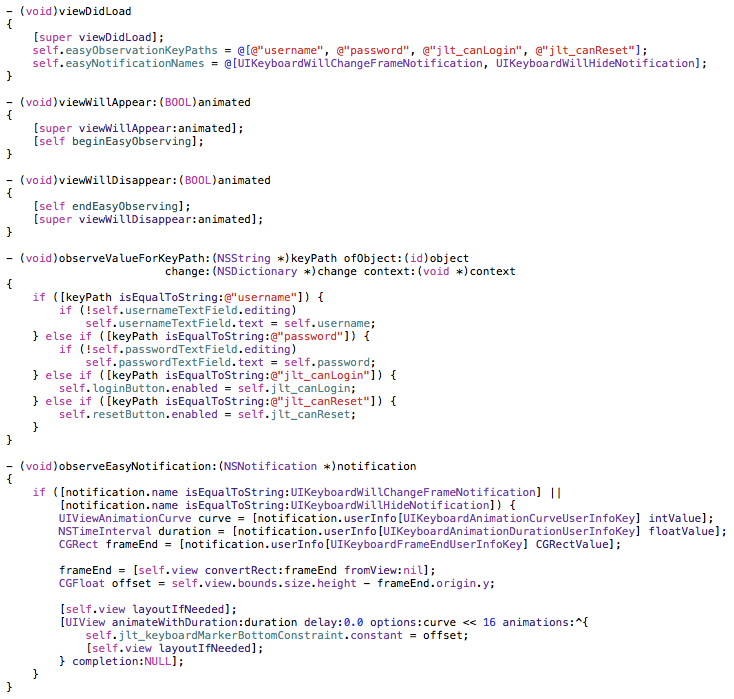 - (void)viewDidLoad
{
    [super viewDidLoad];
    self.easyObservationKeyPaths = @[@"username", @"password", @"jlt_canLogin", @"jlt_canReset"];
    self.easyNotificationNames = @[UIKeyboardWillChangeFrameNotification, UIKeyboardWillHideNotification];
}

- (void)viewWillAppear:(BOOL)animated
{
    [super viewWillAppear:animated];
    [self beginEasyObserving];
}

- (void)viewWillDisappear:(BOOL)animated
{
    [self endEasyObserving];
    [super viewWillDisappear:animated];
}

- (void)observeValueForKeyPath:(NSString *)keyPath ofObject:(id)object
                        change:(NSDictionary *)change context:(void *)context
{
    if ([keyPath isEqualToString:@"username"]) {
        if (!self.usernameTextField.editing)
            self.usernameTextField.text = self.username;
    } else if ([keyPath isEqualToString:@"password"]) {
        if (!self.passwordTextField.editing)
            self.passwordTextField.text = self.password;
    } else if ([keyPath isEqualToString:@"jlt_canLogin"]) {
        self.loginButton.enabled = self.jlt_canLogin;
    } else if ([keyPath isEqualToString:@"jlt_canReset"]) {
        self.resetButton.enabled = self.jlt_canReset;
    }
}

- (void)observeEasyNotification:(NSNotification *)notification
{
    if ([notification.name isEqualToString:UIKeyboardWillChangeFrameNotification] ||
        [notification.name isEqualToString:UIKeyboardWillHideNotification]) {
        UIViewAnimationCurve curve = [notification.userInfo[UIKeyboardAnimationCurveUserInfoKey] intValue];
        NSTimeInterval duration = [notification.userInfo[UIKeyboardAnimationDurationUserInfoKey] floatValue];
        CGRect frameEnd = [notification.userInfo[UIKeyboardFrameEndUserInfoKey] CGRectValue];

        frameEnd = [self.view convertRect:frameEnd fromView:nil];
        CGFloat offset = self.view.bounds.size.height - frameEnd.origin.y;

        [self.view layoutIfNeeded];
        [UIView animateWithDuration:duration delay:0.0 options:curve << 16 animations:^{
            self.jlt_keyboardMarkerBottomConstraint.constant = offset;
            [self.view layoutIfNeeded];
        } completion:NULL];
    }
}